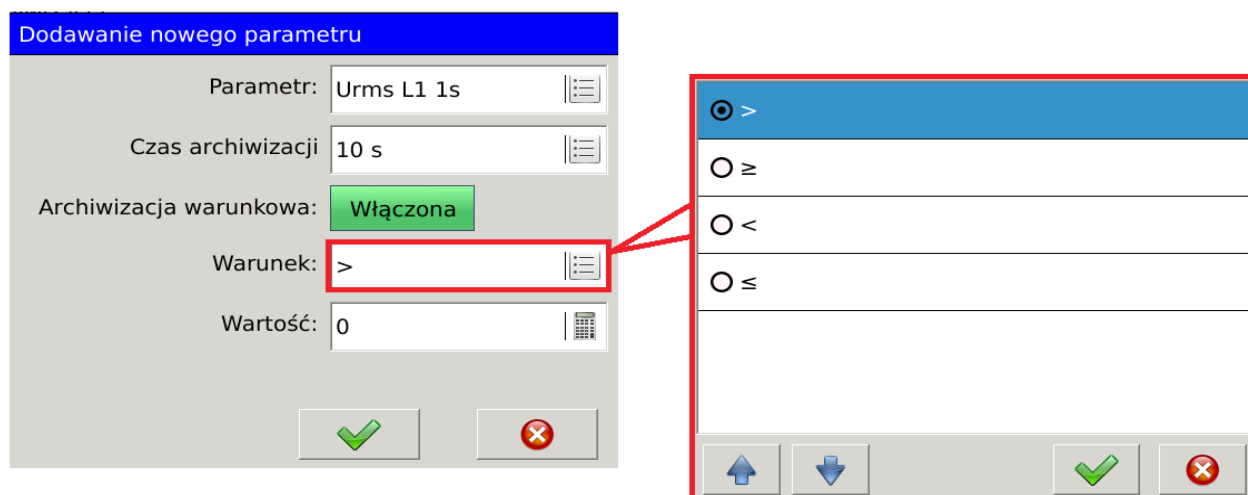 Dodawanie nowego parametru
Parametr: Urms L1 1s
Czas archiwizacji 10 s
Archiwizacja warunkowa: Włączona
Warunek: >
Wartość: 0
>
≥
<
≤